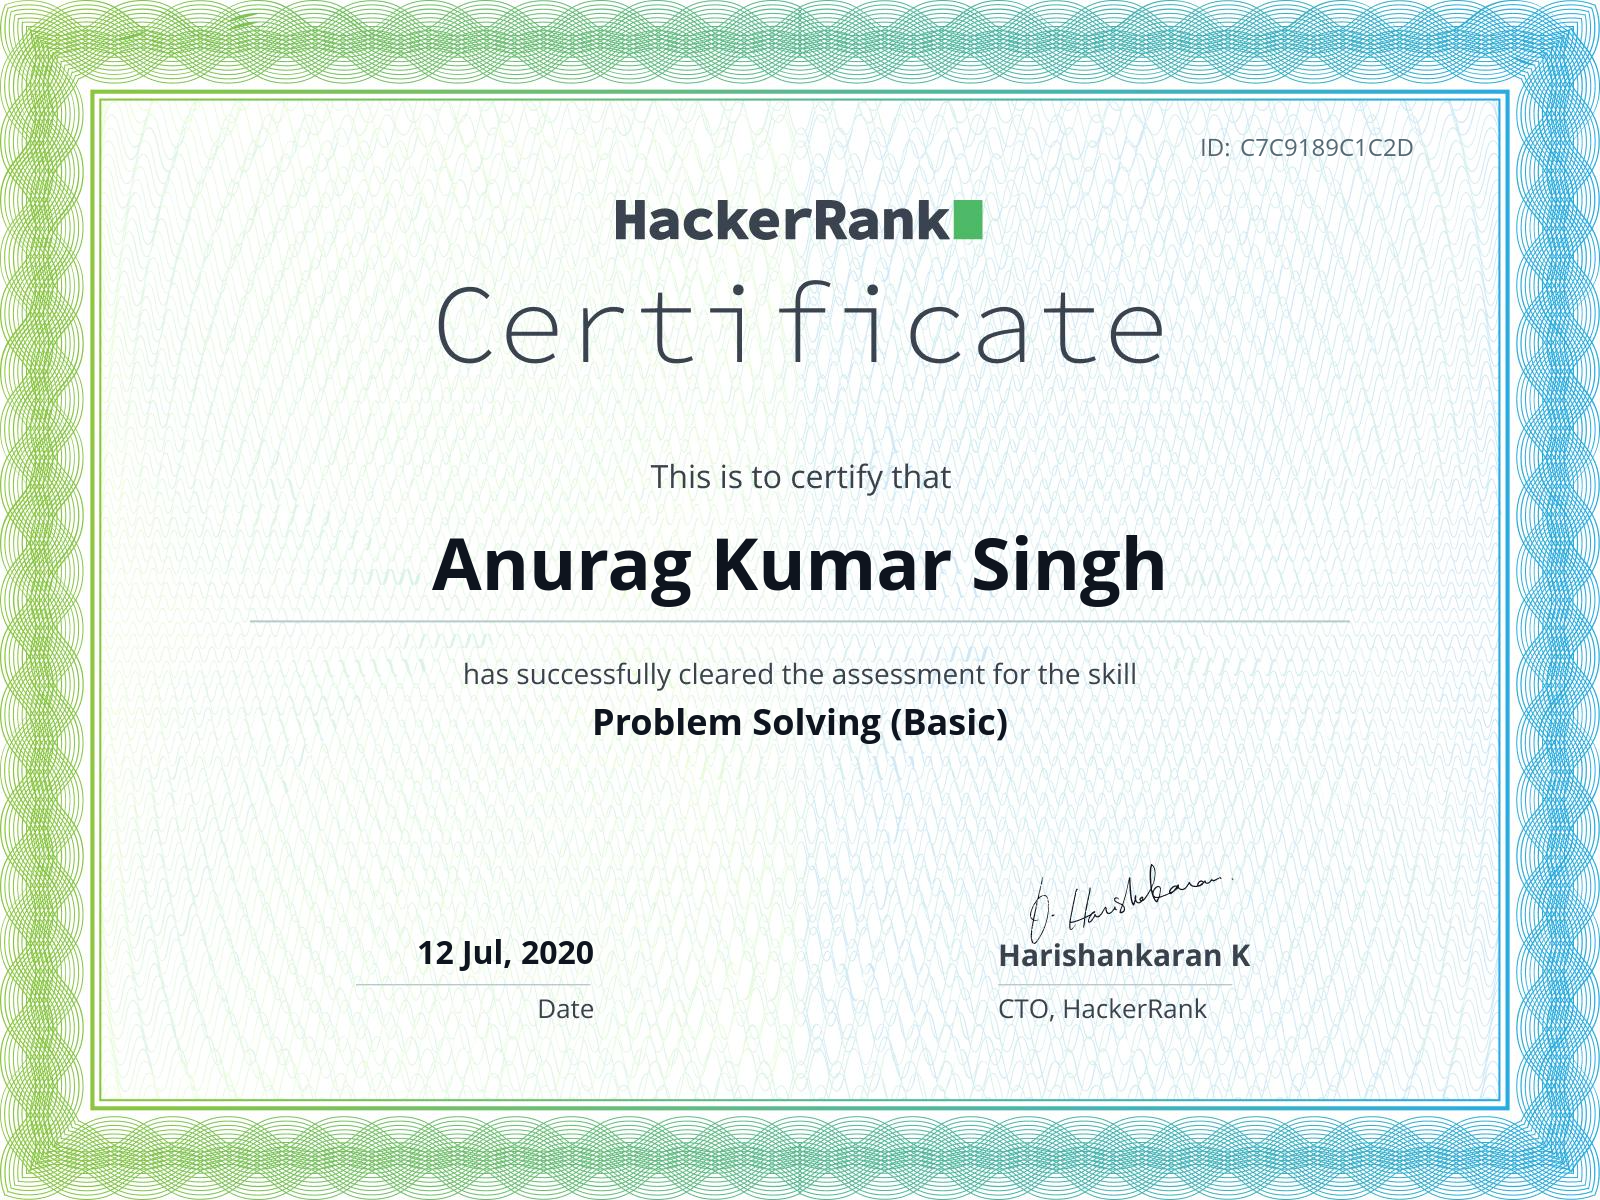 ID: C7C9189C1C2D
HackerRank
Certificate
This is to certify that
Anurag Kumar Singh
has successfully cleared the assessment for the skill
Problem Solving (Basic)
12 Jul, 2020
Date
Harishankaran
Harishankaran K
CTO, HackerRank